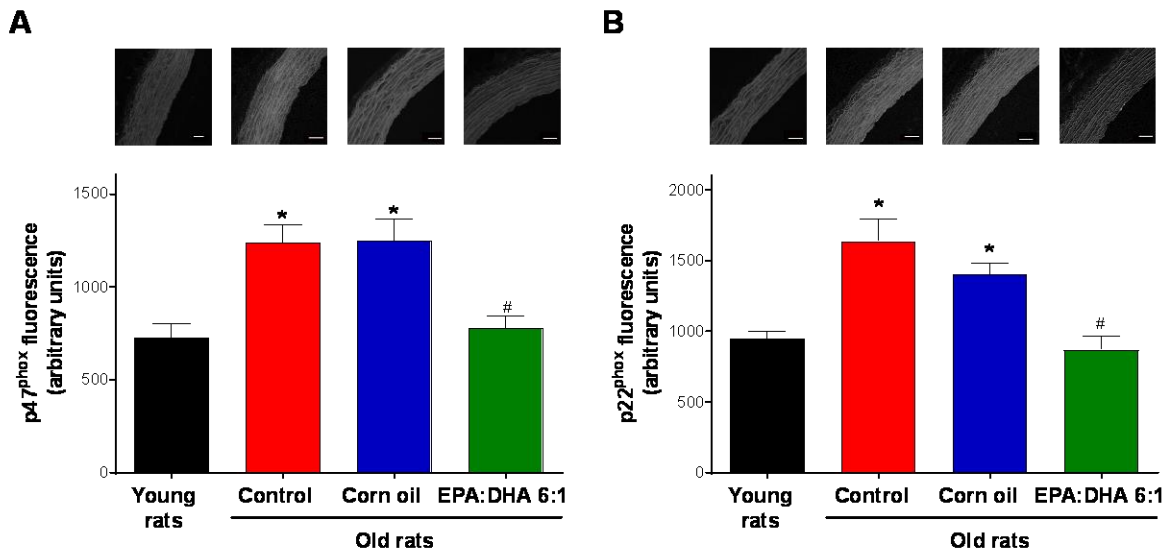 A
p47phox fluorescence
(arbitrary units)
1500
1000
500
0
*
*
#
Young
rats
Control
Corn oil
EPA:DHA 6:1
Old rats
B
p22phox fluorescence
(arbitrary units)
2000
1500
1000
500
0
*
*
#
Young
rats
Control
Corn oil
EPA:DHA 6:1
Old rats